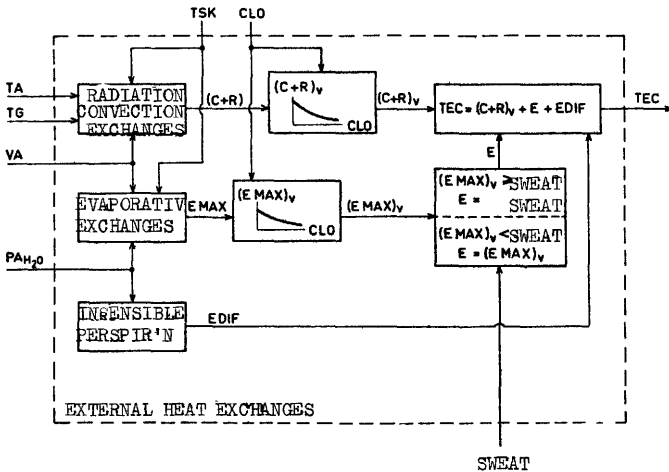 TSK CLO
TA
TG
VA
PAH₂O
RADIATION
CONVECTION
EXCHANGES
(C+R)
(C+R)ᵥ
CLO
(C+R)ᵥ
TEC = (C+R)ᵥ + E + EDIF
TEC
E
EVAPORATIV
EXCHANGES
E MAX
(E MAX)ᵥ
CLO
(E MAX)ᵥ
(E MAX)ᵥ ⩾ SWEAT
E = SWEAT
(E MAX)ᵥ < SWEAT
E = (E MAX)ᵥ
INSENSIBLE
PERSPIR'N
EDIF
EXTERNAL HEAT EXCHANGES
SWEAT